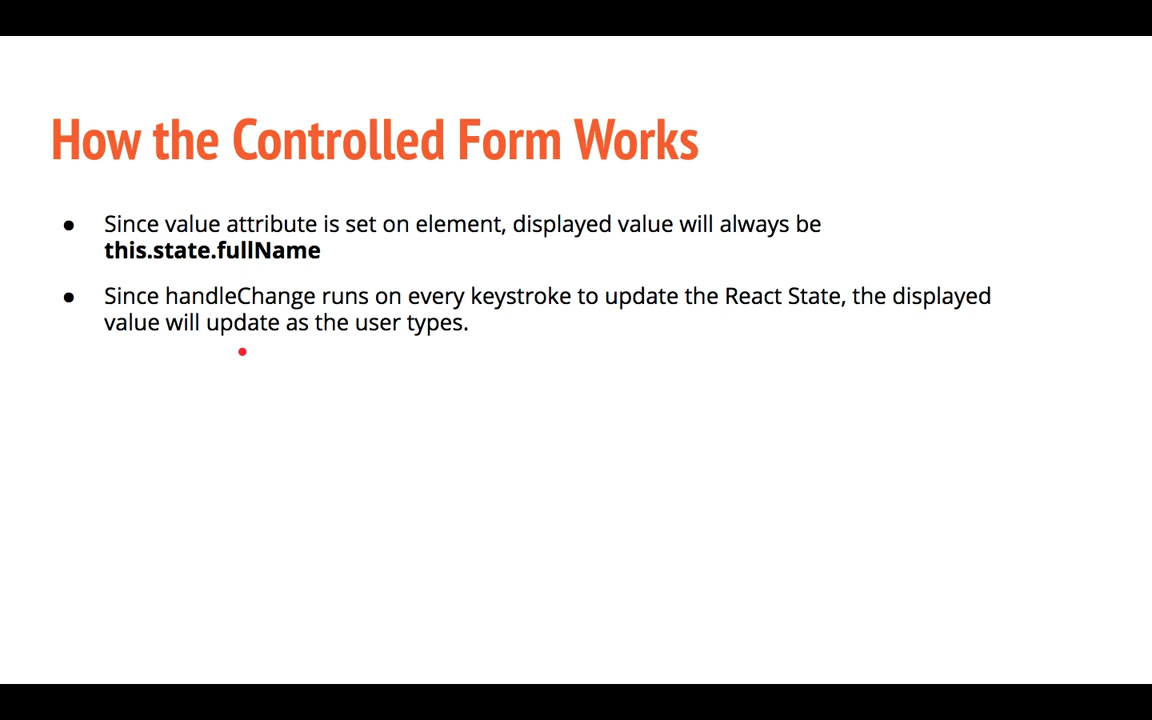 How the Controlled Form Works
● Since value attribute is set on element, displayed value will always be
this.state.fullName
● Since handleChange runs on every keystroke to update the React State, the displayed
value will update as the user types.